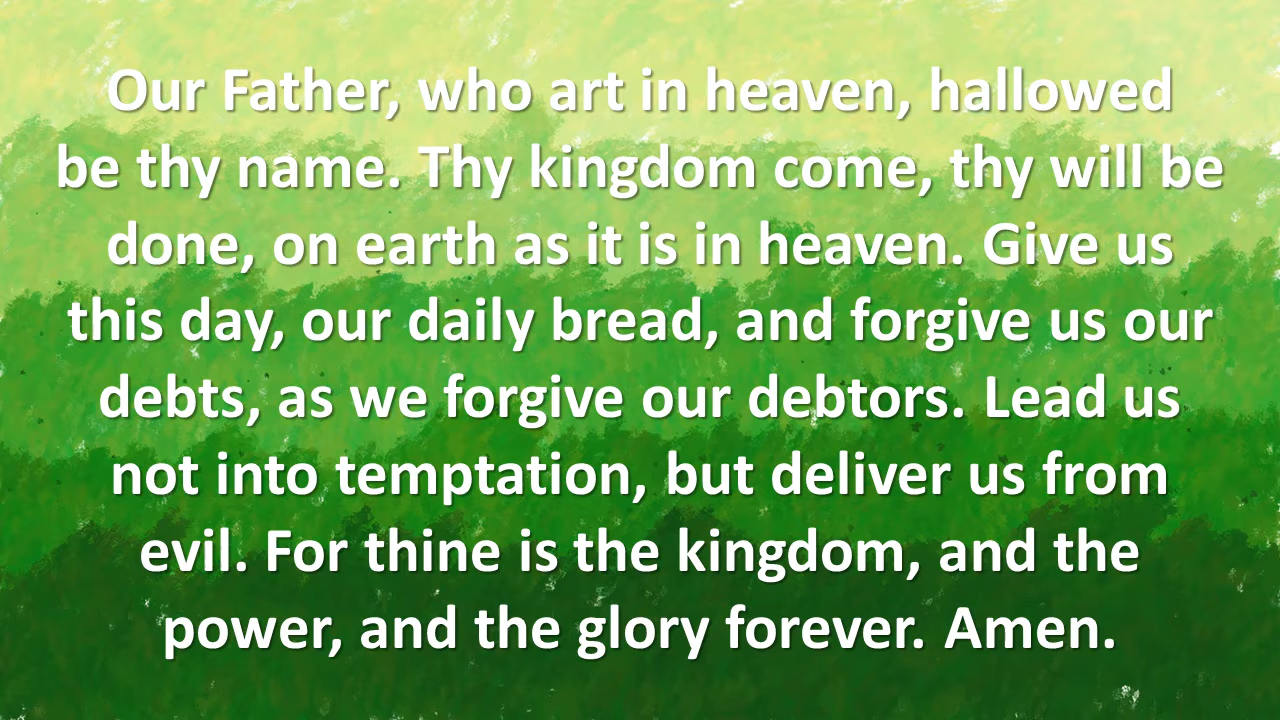 Our Father, who art in heaven, hallowed
be thy name. Thy kingdom come, thy will be
done, on earth as it is in heaven. Give us
this day, our daily bread, and forgive us our
debts, as we forgive our debtors. Lead us
not into temptation, but deliver us from
evil. For thine is the kingdom, and the
power, and the glory forever. Amen.